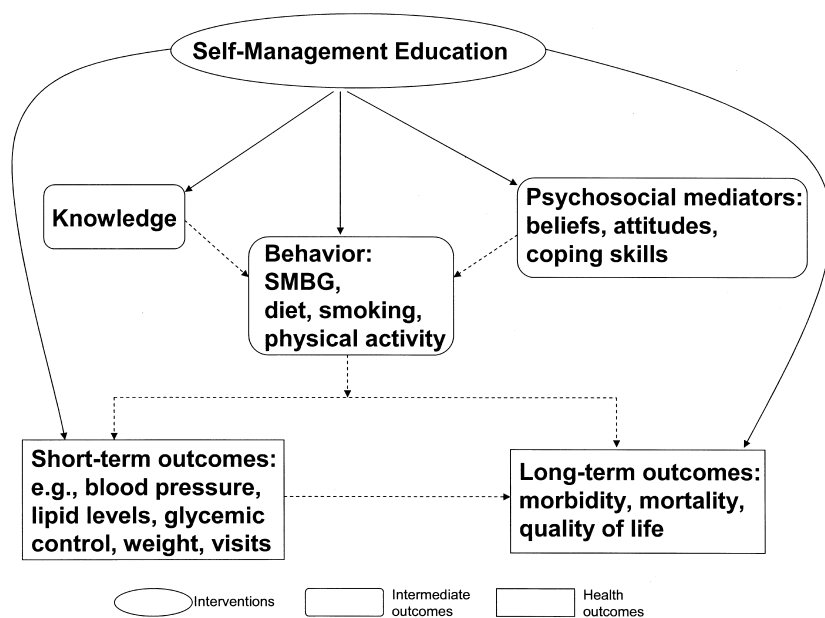 Self-Management Education
Knowledge
Psychosocial mediators:
beliefs, attitudes,
coping skills
Behavior:
SMBG,
diet, smoking,
physical activity
Short-term outcomes:
e.g., blood pressure,
lipid levels, glycemic
control, weight, visits
Long-term outcomes:
morbidity, mortality,
quality of life
Interventions
Intermediate
outcomes
Health
outcomes